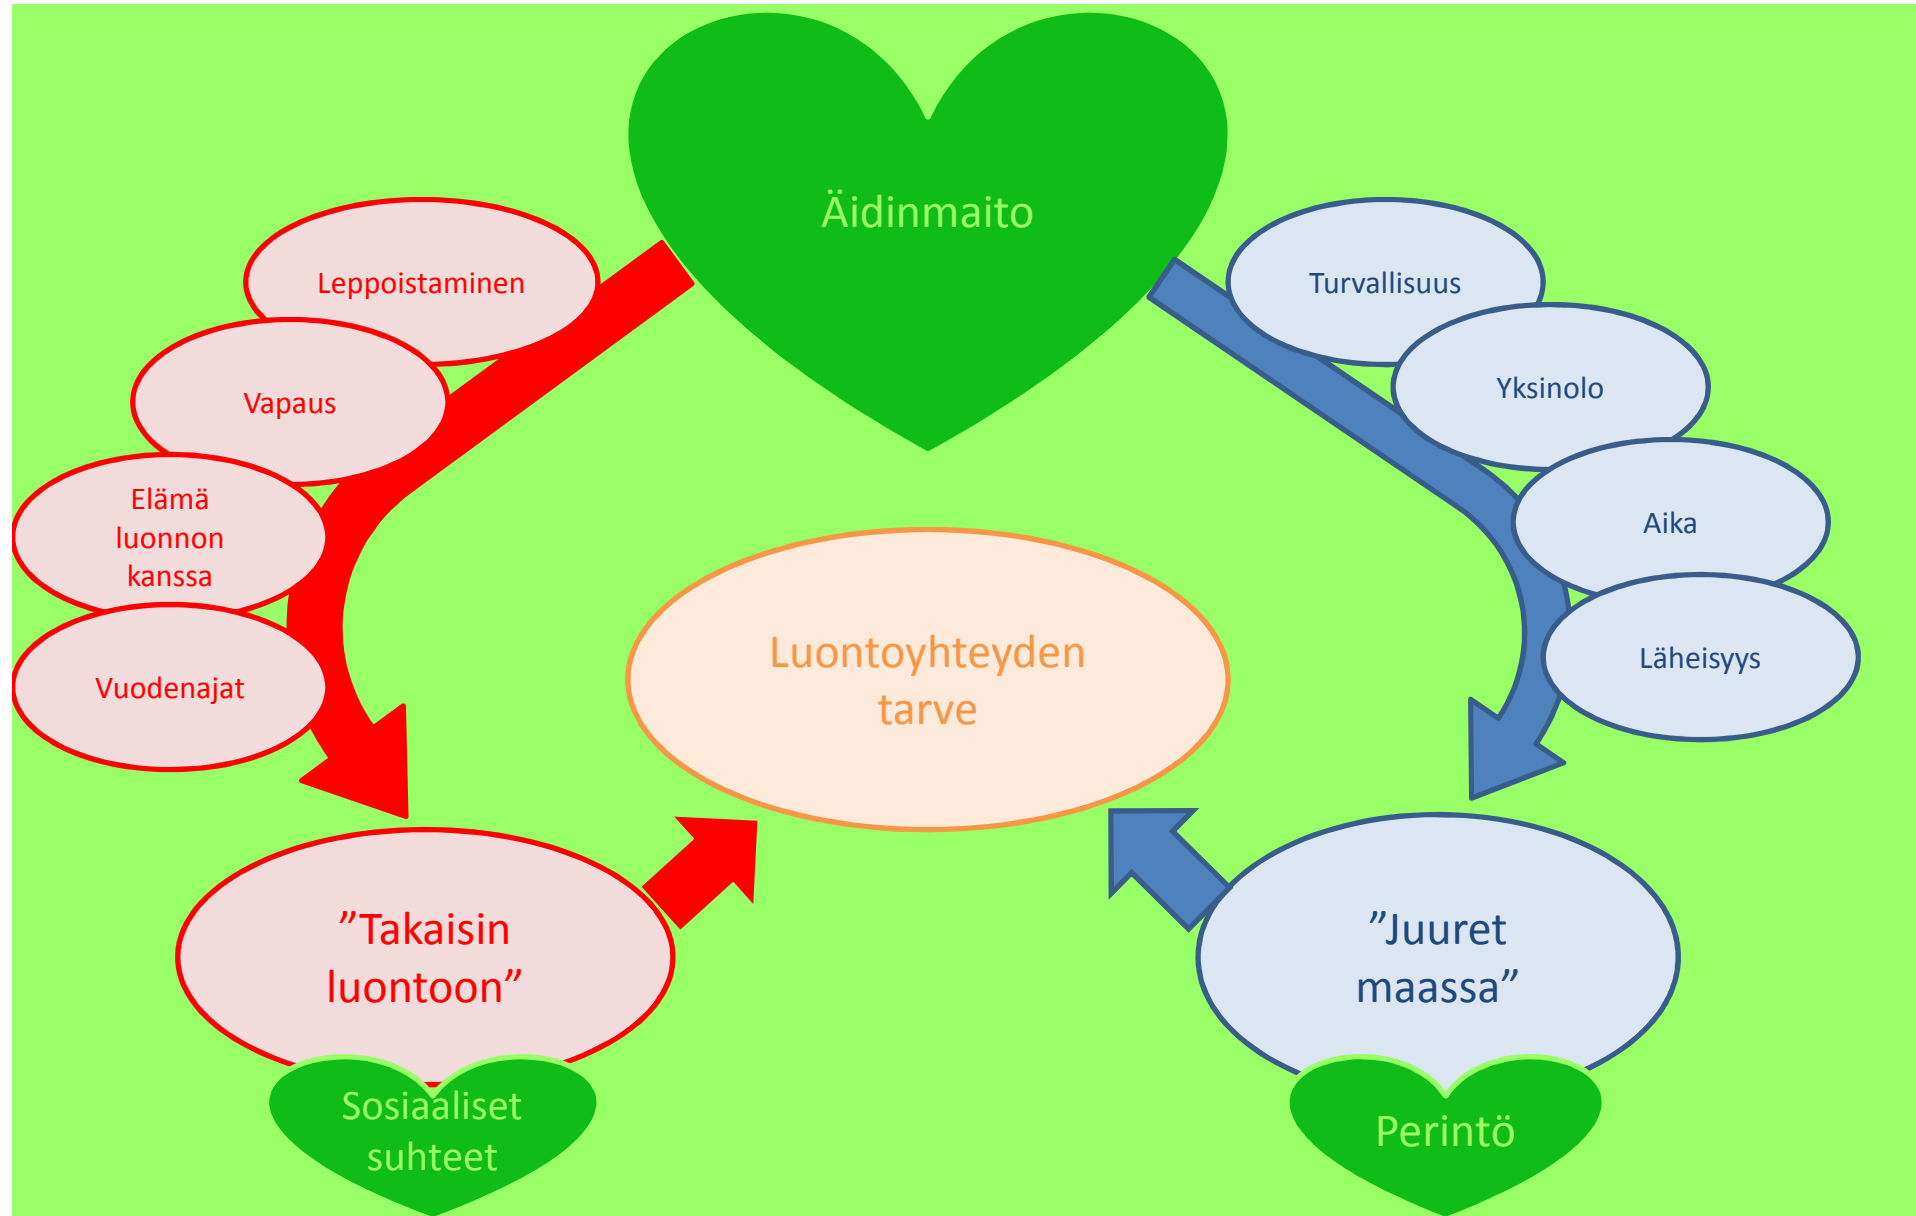 Äidinmaito
Leppoistaminen
Vapaus
Elämä
luonnon
kanssa
Vuodenajat
Turvallisuus
Yksinolo
Aika
Läheisyys
Luontoyhteyden
tarve
”Takaisin
luontoon”
Sosiaaliset
suhteet
”Juuret
maassa”
Perintö